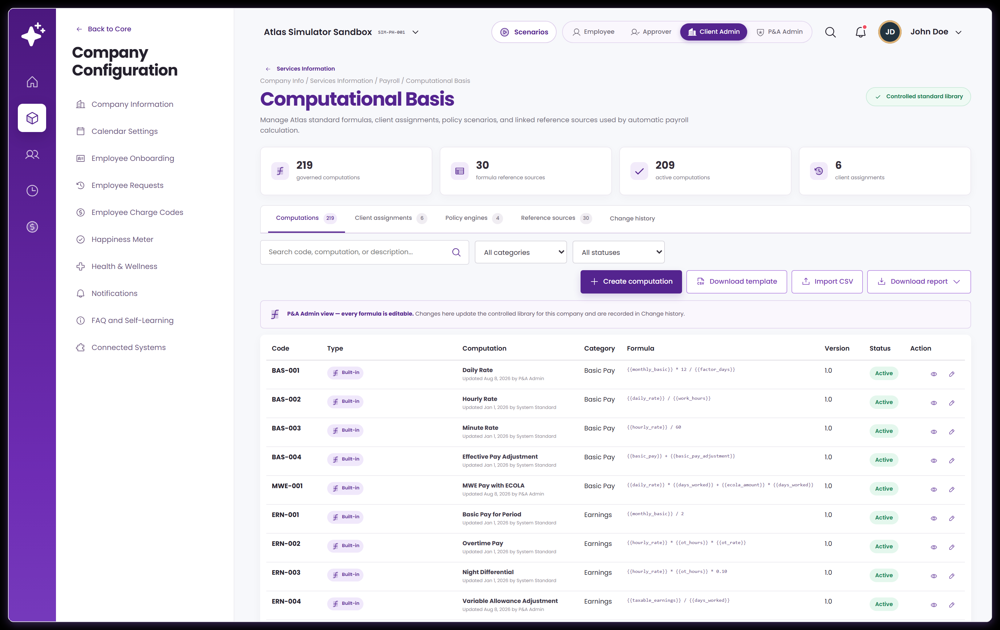 Back to Core
Company
Configuration
Company Information
Calendar Settings
Employee Onboarding
Employee Requests
Employee Charge Codes
Happiness Meter
Health & Wellness
Notifications
FAQ and Self-Learning
Connected Systems
Atlas Simulator Sandbox SIM-PH-001
Scenarios
Employee Approver Client Admin P&A Admin
JD John Doe
Services Information
Company Info / Services Information / Payroll / Computational Basis
Computational Basis
Controlled standard library
Manage Atlas standard formulas, client assignments, policy scenarios, and linked reference sources used by automatic payroll
calculation.
219
governed computations
30
formula reference sources
209
active computations
6
client assignments
Computations 219 Client assignments 6 Policy engines 4 Reference sources 30 Change history
Search code, computation, or description... All categories All statuses
Create computation CSV Download template Import CSV Download report
P&A Admin view — every formula is editable. Changes here update the controlled library for this company and are recorded in Change history.
Code Type Computation Category Formula Version Status Action
BAS-001 Built-in Daily Rate Basic Pay {{monthly_basic}} * 12 / {{factor_days}} 1.0 Active
Updated Aug 8, 2026 by P&A Admin
BAS-002 Built-in Hourly Rate Basic Pay {{daily_rate}} / {{work_hours}} 1.0 Active
Updated Jan 1, 2026 by System Standard
BAS-003 Built-in Minute Rate Basic Pay {{hourly_rate}} / 60 1.0 Active
Updated Jan 1, 2026 by System Standard
BAS-004 Built-in Effective Pay Adjustment Basic Pay {{basic_pay}} + {{basic_pay_adjustment}} 1.0 Active
Updated Jan 1, 2026 by System Standard
MWE-001 Built-in MWE Pay with ECOLA Basic Pay {{daily_rate}} * {{days_worked}} + {{ecola_amount}} * {{days_worked}} 1.0 Active
Updated Aug 8, 2026 by P&A Admin
ERN-001 Built-in Basic Pay for Period Earnings {{monthly_basic}} / 2 1.0 Active
Updated Jan 1, 2026 by System Standard
ERN-002 Built-in Overtime Pay Earnings {{hourly_rate}} * {{ot_hours}} * {{ot_rate}} 1.0 Active
Updated Jan 1, 2026 by System Standard
ERN-003 Built-in Night Differential Earnings {{hourly_rate}} * {{ot_hours}} * 0.10 1.0 Active
Updated Jan 1, 2026 by System Standard
ERN-004 Built-in Variable Allowance Adjustment Earnings {{taxable_earnings}} / {{days_worked}} 1.0 Active
Updated Aug 8, 2026 by P&A Admin